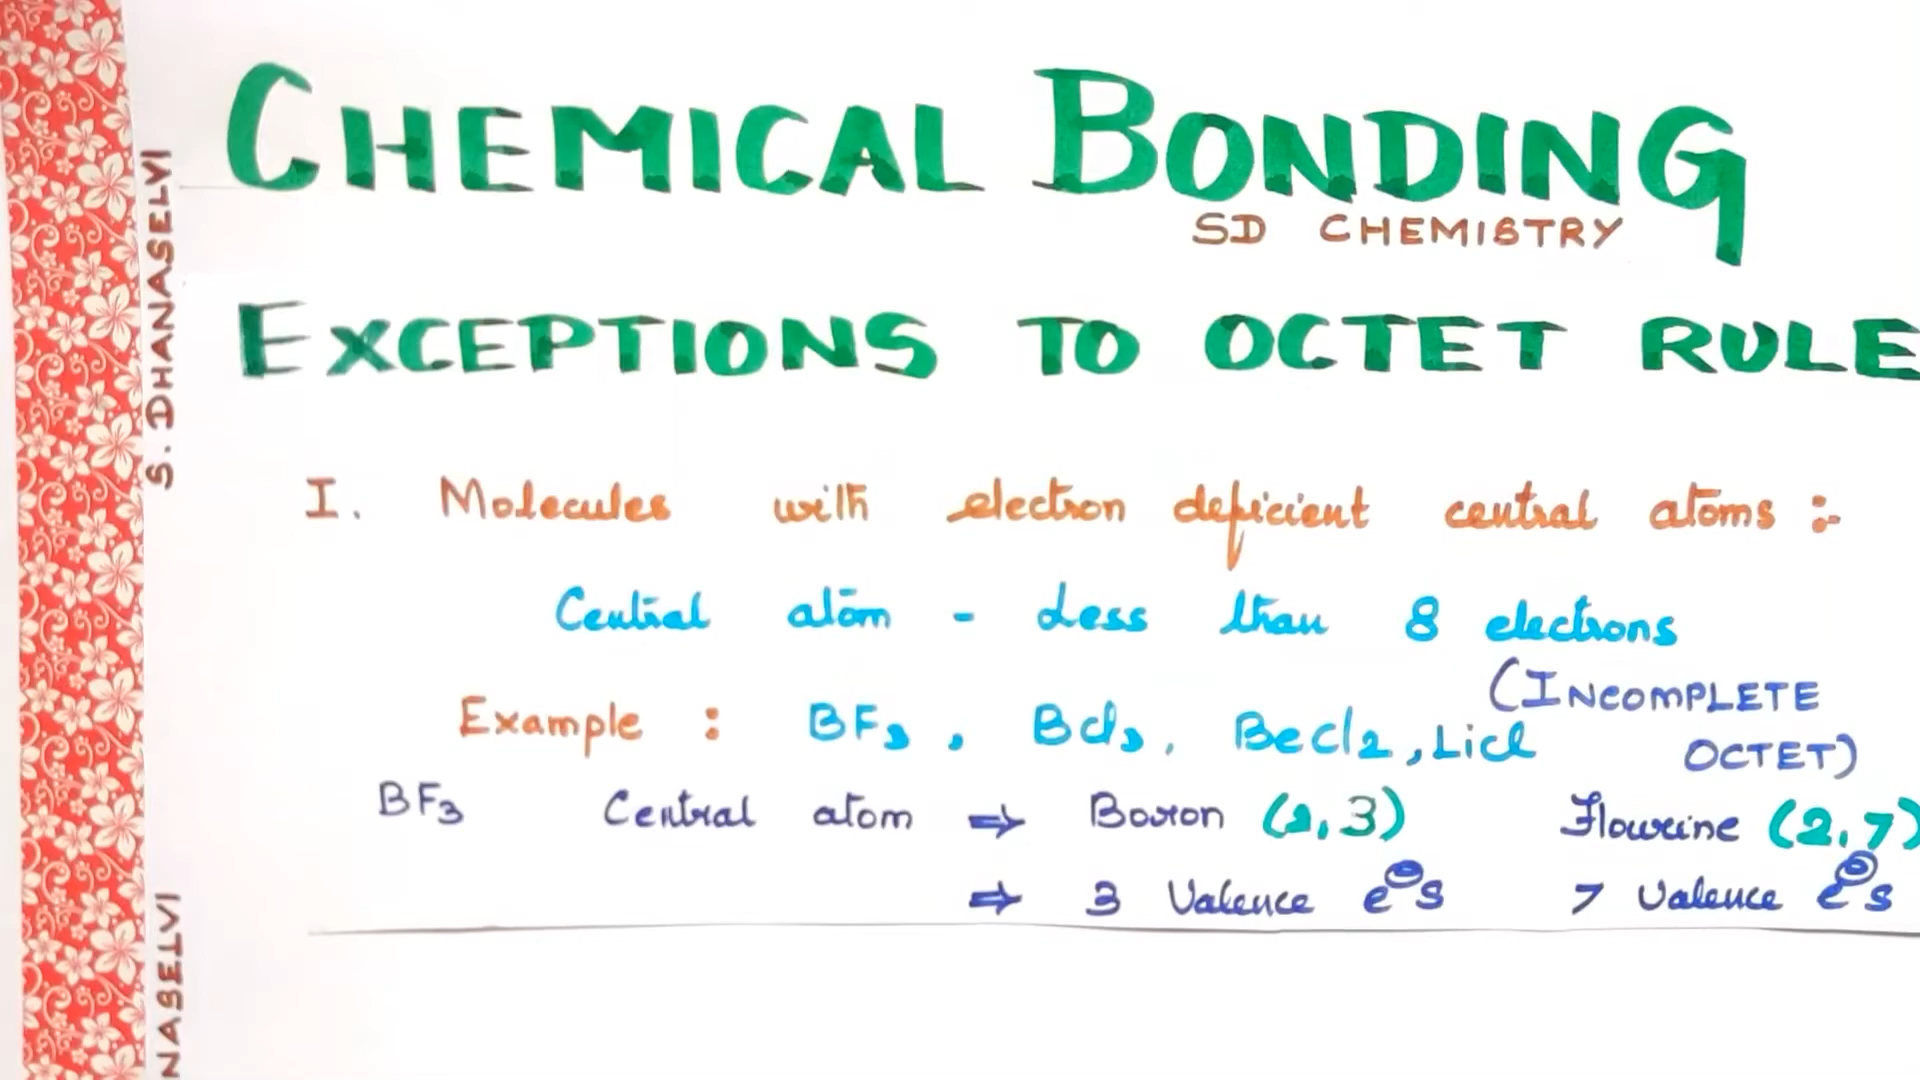 CHEMICAL BONDING
SD CHEMISTRY
EXCEPTIONS TO OCTET RULE
I. Molecules with electron deficient central atoms :-
Central atom - Less than 8 electrons
(INCOMPLETE
OCTET)
Example : BF₃, BCl₃, BeCl₂, LiCl
BF₃ Central atom ⇒ Boron (2,3) Flourine (2,7)
⇒ 3 Valence e⊖s 7 Valence e⊖s
S. DHANASELVI
NASELVI